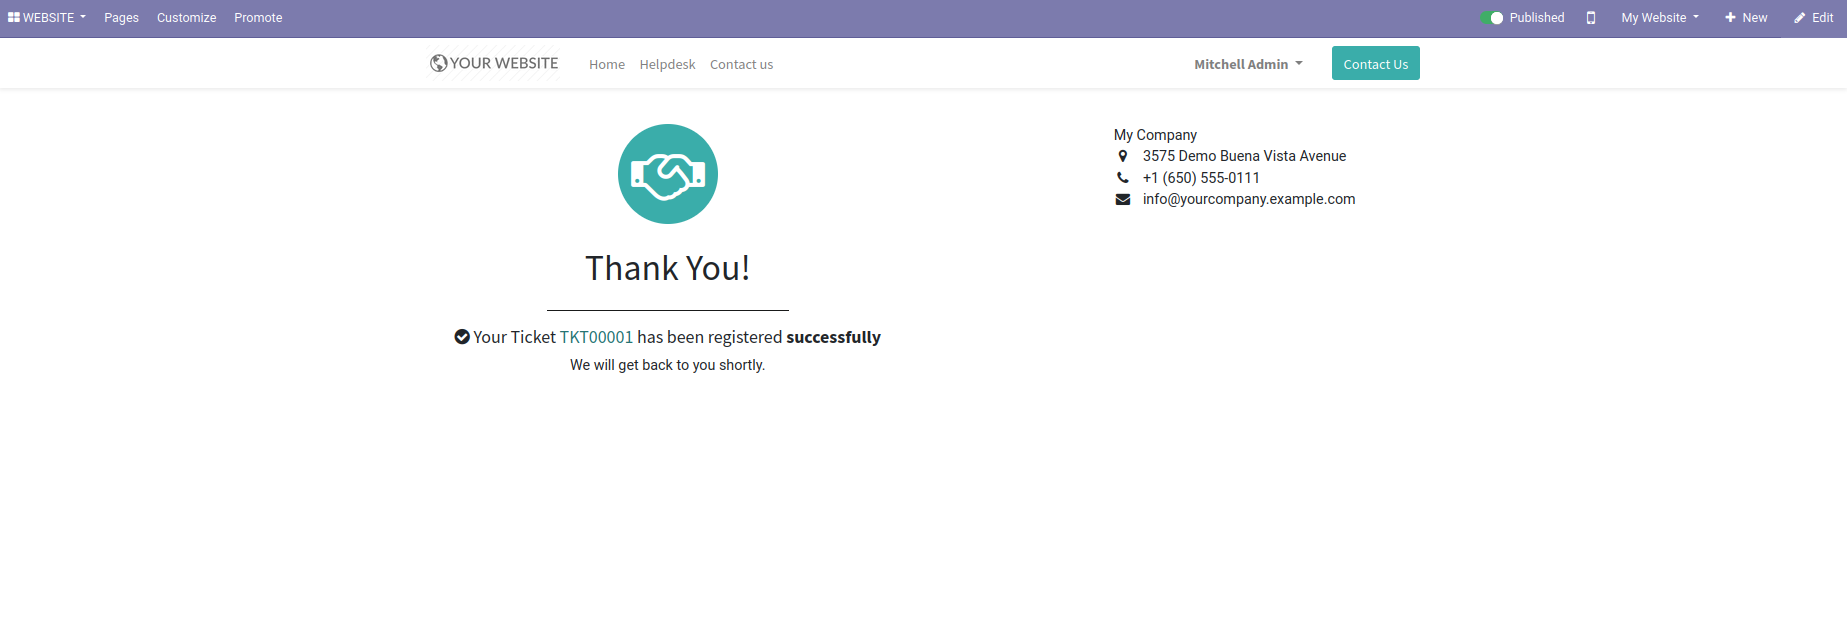 WEBSITE Pages Customize Promote Published My Website New Edit
YOUR WEBSITE Home Helpdesk Contact us Mitchell Admin Contact Us
Thank You!
Your Ticket TKT00001 has been registered successfully
We will get back to you shortly.
My Company
3575 Demo Buena Vista Avenue
+1 (650) 555-0111
info@yourcompany.example.com